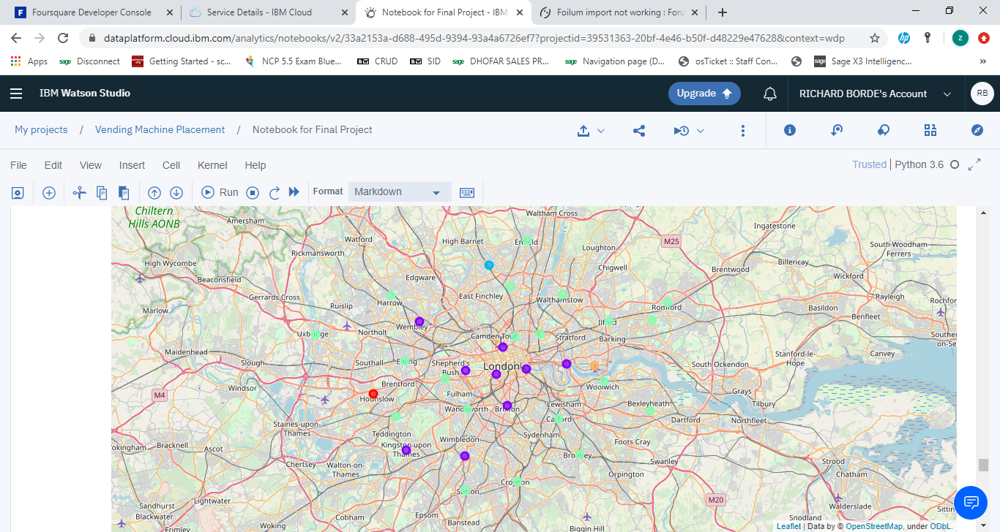 Foursquare Developer Console
Service Details - IBM Cloud
Notebook for Final Project - IBM
Foilum import not working : Foru
dataplatform.cloud.ibm.com/analytics/notebooks/v2/33a2153a-d688-495d-9394-93a4a6726ef7?projectid=39531363-20bf-4e46-b50f-d48229e47628&context=wdp
Z
Apps
sage Disconnect
Getting Started - sc...
NCP 5.5 Exam Blue...
CRUD
SID
sage DHOFAR SALES PR...
sage Navigation page (D...
osTicket :: Staff Con...
sage Sage X3 Intelligenc...
»
IBM Watson Studio
Upgrade
RICHARD BORDE's Account
RB
My projects / Vending Machine Placement / Notebook for Final Project
File Edit View Insert Cell Kernel Help
Trusted | Python 3.6
Run
Format
Markdown
Chiltern
Hills AONB
Amersham
Waltham Cross
Ingatestone
Watford
High Barnet
Enfield
M25
Loughton
South Woodham
Ferrers
Rickmansworth
High Wycombe
Chigwell
Billericay
Brentwood
Wickford
Beaconsfield
Edgware
Gerrards Cross
Harrow
East Finchley
Walthamstow
Rayleigh
Rochfor
Marlow
Ruislip
Romford
Basildon
Benfleet
Wembley
Ilford
Uxbridge
Northolt
Camden Town
Stratford
Barking
Southen
on-Se
Maidenhead
Slough
Southall
Ealing
Shepherd's
Bush
London
South Ockendon
Stanford-le-
Hope
Canvey
Windsor
Brentford
Woolwich
M4
Hounslow
Fulham
Grays
Tilbury
Wandsworth
Brixton
Lewisham
Bexleyheath
Staines-upon-
Thames
Catford
Dartford
Northfleet
Teddington
Sydenham
okingham
Bracknell
Ascot
Kingston upon
Thames
Wimbledon
Foots Cray
Chertsey
Walton-on-
Thames
Bromley
Swanley
Strood
Chatham
Croydon
Orpington
Sutton
Sandhurst
Blackwater
Lightwater
M20
Walderslade
Sittin
Cobham
Epsom
Banstead
Snodland
Frimley
Woking
Biggin Hill
Leaflet | Data by © OpenStreetMap, under ODbL.